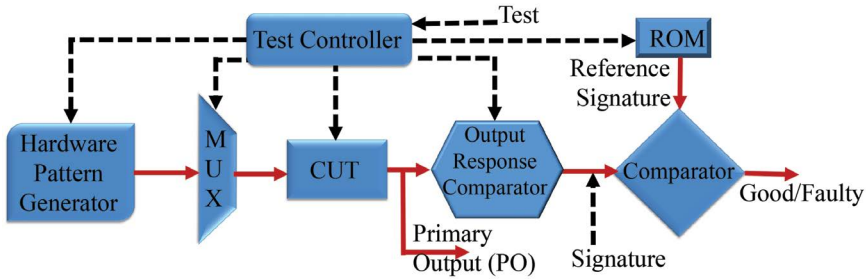 Test
Test Controller
ROM
Reference
Signature
Hardware
Pattern
Generator
M
U
X
CUT
Output
Response
Comparator
Comparator
Good/Faulty
Primary
Output (PO)
Signature